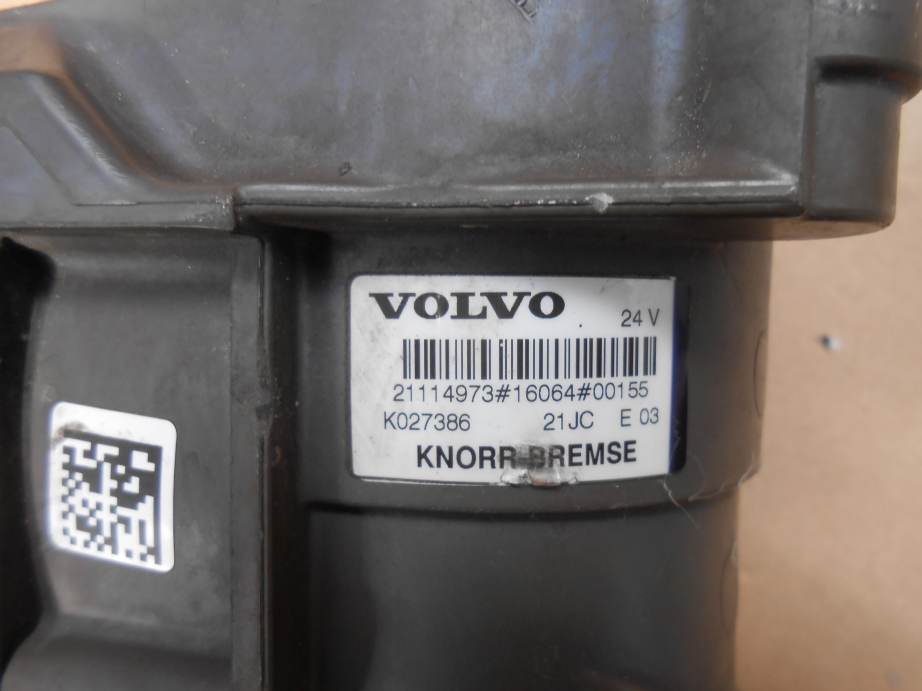 VOLVO 24 V
21114973#16064#00155
K027386 21JC E 03
KNORR-BREMSE